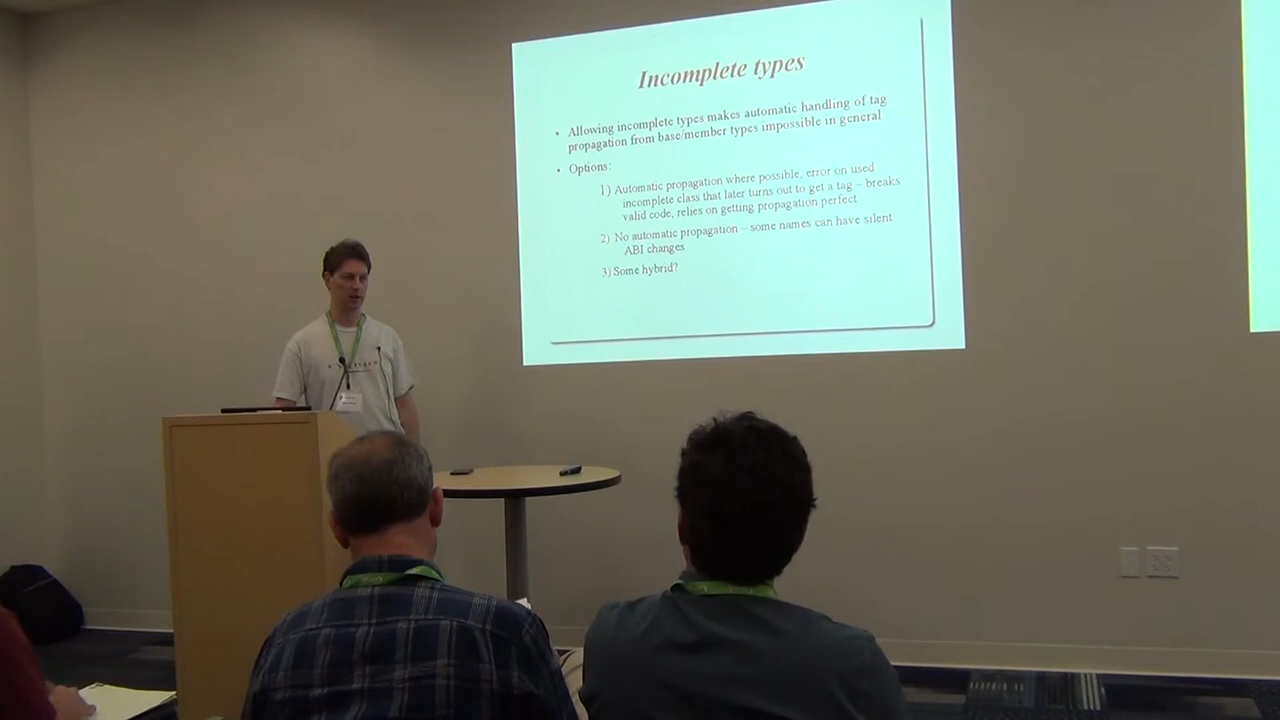 Incomplete types
• Allowing incomplete types makes automatic handling of tag
propagation from base/member types impossible in general
• Options:
1) Automatic propagation where possible, error on used
incomplete class that later turns out to get a tag – breaks
valid code, relies on getting propagation perfect
2) No automatic propagation – some names can have silent
ABI changes
3) Some hybrid?